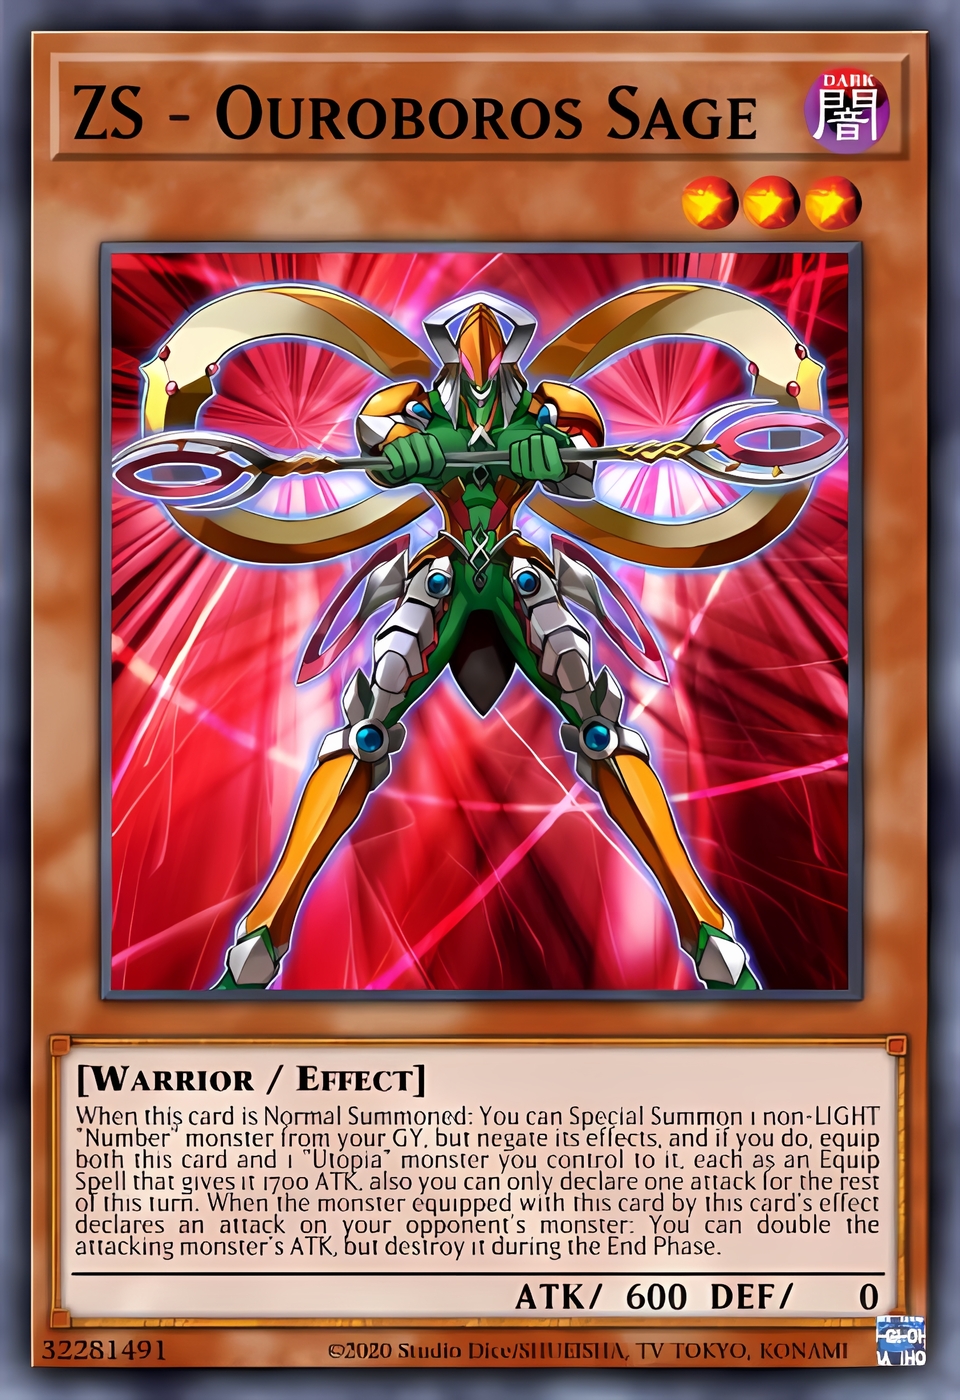 ZS - Ouroboros Sage
DARK
闇
[Warrior / Effect]
When this card is Normal Summoned: You can Special Summon 1 non-LIGHT
"Number" monster from your GY, but negate its effects, and if you do, equip
both this card and 1 "Utopia" monster you control to it, each as an Equip
Spell that gives it 1700 ATK, also you can only declare one attack for the rest
of this turn. When the monster equipped with this card by this card's effect
declares an attack on your opponent's monster: You can double the
attacking monster's ATK, but destroy it during the End Phase.
ATK/ 600 DEF/ 0
32281491
©2020 Studio Dice/SHUEISHA, TV TOKYO, KONAMI